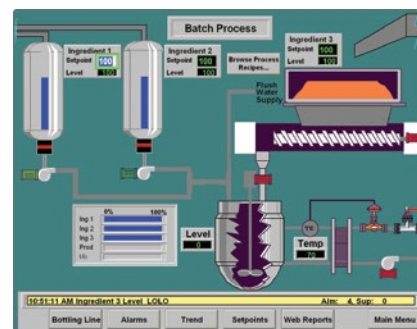 Batch Process
Ingredient 1
Setpoint 100
Level 100
Ingredient 2
Setpoint 100
Level 100
Browse Process
Recipes...
Ingredient 3
Setpoint 100
Level 100
Flush
Water
Supply
0% 100%
Ing 1
Ing 2
Ing 3
Prod
Mix
Level
0
TC
Temp
70
10:51:11 AM Ingredient 3 Level LOLO Alm: 4, Sup: 0
Bottling Line Alarms Trend Setpoints Web Reports Main Menu